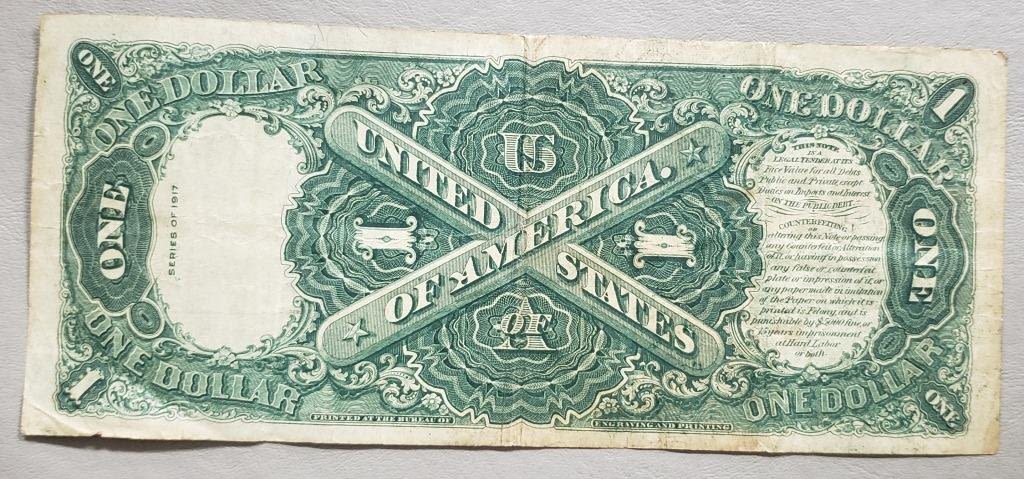 ONE
ONE DOLLAR
ONE DOLLAR
1
US
UNITED
STATES
OF AMERICA.
1
1
OF
ONE
SERIES OF 1917
THIS NOTE
IS A
LEGAL TENDER AT ITS
Face Value for all Debts
Public and Private, except
Duties on Imports and Interest
ON THE PUBLIC DEBT.
COUNTERFEITING,
OR
altering this Note or passing
any Counterfeit or Alteration
of it, or having in possession
any false or counterfeit
plate or impression of it, or
any paper made in imitation
of the Paper on which it is
printed is Felony, and is
punishable by $5000 fine, or
15 years imprisonment
at Hard Labor
or both
ONE
1
ONE DOLLAR
PRINTED AT THE BUREAU OF
ENGRAVING AND PRINTING
ONE DOLLAR
ONE